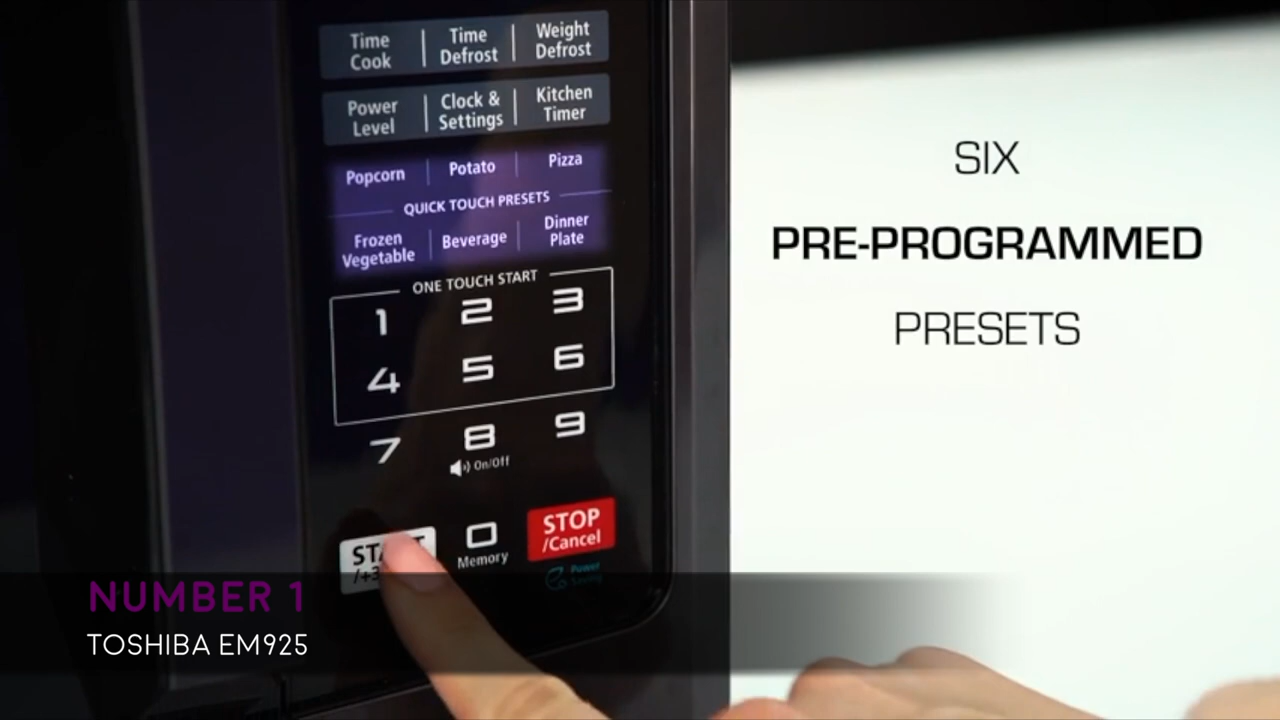 Time Cook
Time Defrost
Weight Defrost
Power Level
Clock & Settings
Kitchen Timer
Popcorn
Potato
Pizza
QUICK TOUCH PRESETS
Frozen Vegetable
Beverage
Dinner Plate
ONE TOUCH START
1 2 3
4 5 6
7 8 9
On/Off
0
Memory
STOP
/Cancel
Power Saving
SIX
PRE-PROGRAMMED
PRESETS
NUMBER 1
TOSHIBA EM925